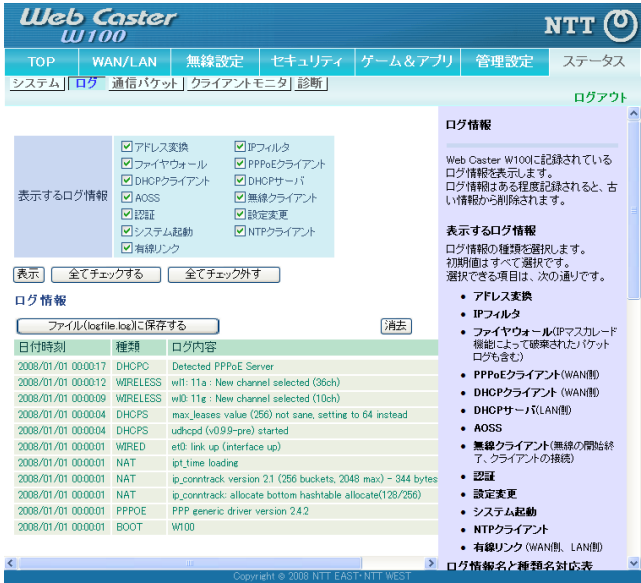 Web Caster
W100
NTT
TOP WAN/LAN 無線設定 セキュリティ ゲーム&アプリ 管理設定 ステータス
システム ログ 通信パケット クライアントモニタ 診断
ログアウト
表示するログ情報
アドレス変換 IPフィルタ
ファイヤウォール PPPoEクライアント
DHCPクライアント DHCPサーバ
AOSS 無線クライアント
認証 設定変更
システム起動 NTPクライアント
有線リンク
表示 全てチェックする 全てチェック外す
ログ情報
ファイル(logfile.log)に保存する 消去
日付時刻 種類 ログ内容
2008/01/01 00:00:17 DHCPC Detected PPPoE Server
2008/01/01 00:00:12 WIRELESS wl1: 11a : New channel selected (36ch)
2008/01/01 00:00:09 WIRELESS wl0: 11g : New channel selected (10ch)
2008/01/01 00:00:04 DHCPS max_leases value (256) not sane, setting to 64 instead
2008/01/01 00:00:04 DHCPS udhcpd (v0.9.9-pre) started
2008/01/01 00:00:01 WIRED et0: link up (interface up)
2008/01/01 00:00:01 NAT ipt_time loading
2008/01/01 00:00:01 NAT ip_conntrack version 2.1 (256 buckets, 2048 max) - 344 bytes
2008/01/01 00:00:01 NAT ip_conntrack: allocate bottom hashtable allocate(128/256)
2008/01/01 00:00:01 PPPOE PPP generic driver version 2.4.2
2008/01/01 00:00:01 BOOT W100
ログ情報
Web Caster W100に記録されている
ログ情報を表示します。
ログ情報はある程度記録されると、古
い情報から削除されます。
表示するログ情報
ログ情報の種類を選択します。
初期値はすべて選択です。
選択できる項目は、次の通りです。
• アドレス変換
• IPフィルタ
• ファイヤウォール(IPマスカレード
機能によって破棄されたパケット
ログも含む)
• PPPoEクライアント(WAN側)
• DHCPクライアント (WAN側)
• DHCPサーバ(LAN側)
• AOSS
• 無線クライアント(無線の開始終
了、クライアントの接続)
• 認証
• 設定変更
• システム起動
• NTPクライアント
• 有線リンク (WAN側、LAN側)
ログ情報名と種類名対応表
Copyright © 2008 NTT EAST・NTT WEST